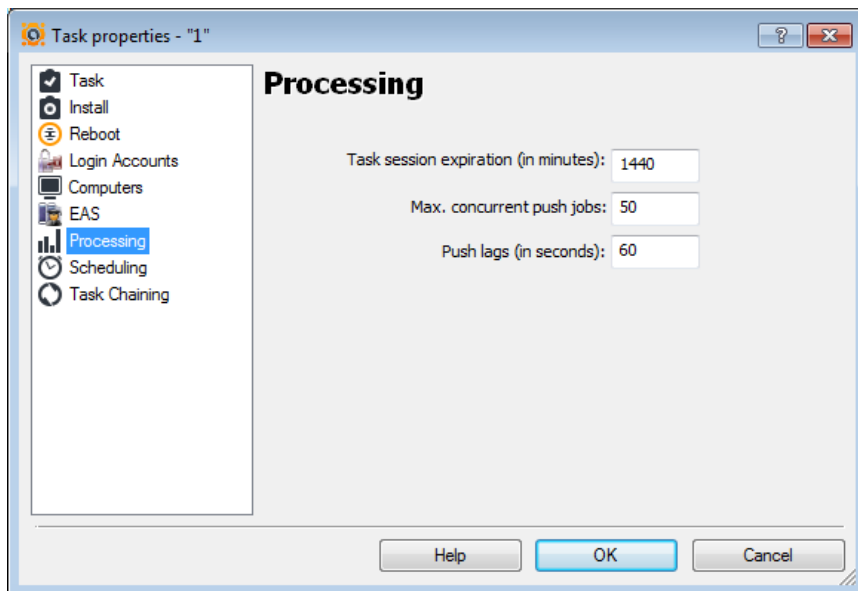 Task properties - "1"
Task
Install
Reboot
Login Accounts
Computers
EAS
Processing
Scheduling
Task Chaining
Processing
Task session expiration (in minutes): 1440
Max. concurrent push jobs: 50
Push lags (in seconds): 60
Help OK Cancel